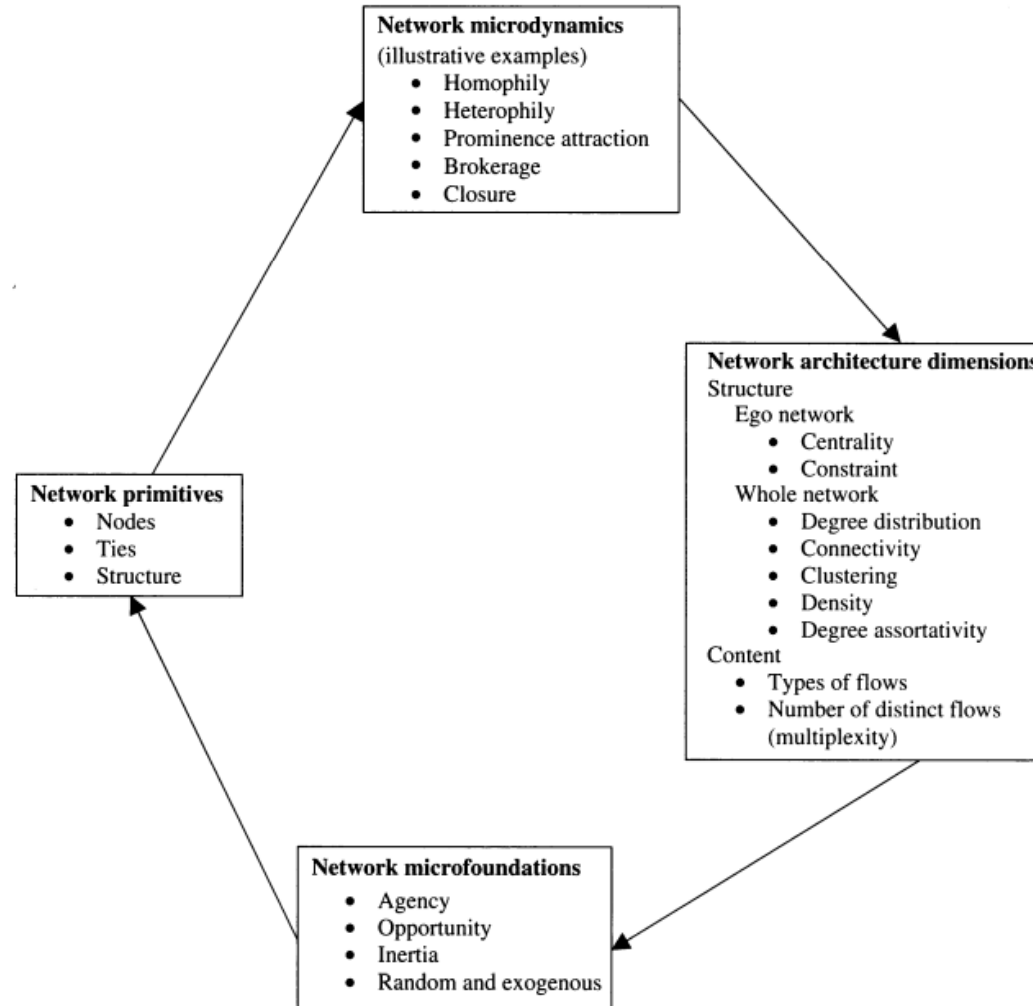 Network microdynamics
(illustrative examples)
• Homophily
• Heterophily
• Prominence attraction
• Brokerage
• Closure
Network architecture dimensions
Structure
Ego network
• Centrality
• Constraint
Whole network
• Degree distribution
• Connectivity
• Clustering
• Density
• Degree assortativity
Content
• Types of flows
• Number of distinct flows
(multiplexity)
Network primitives
• Nodes
• Ties
• Structure
Network microfoundations
• Agency
• Opportunity
• Inertia
• Random and exogenous